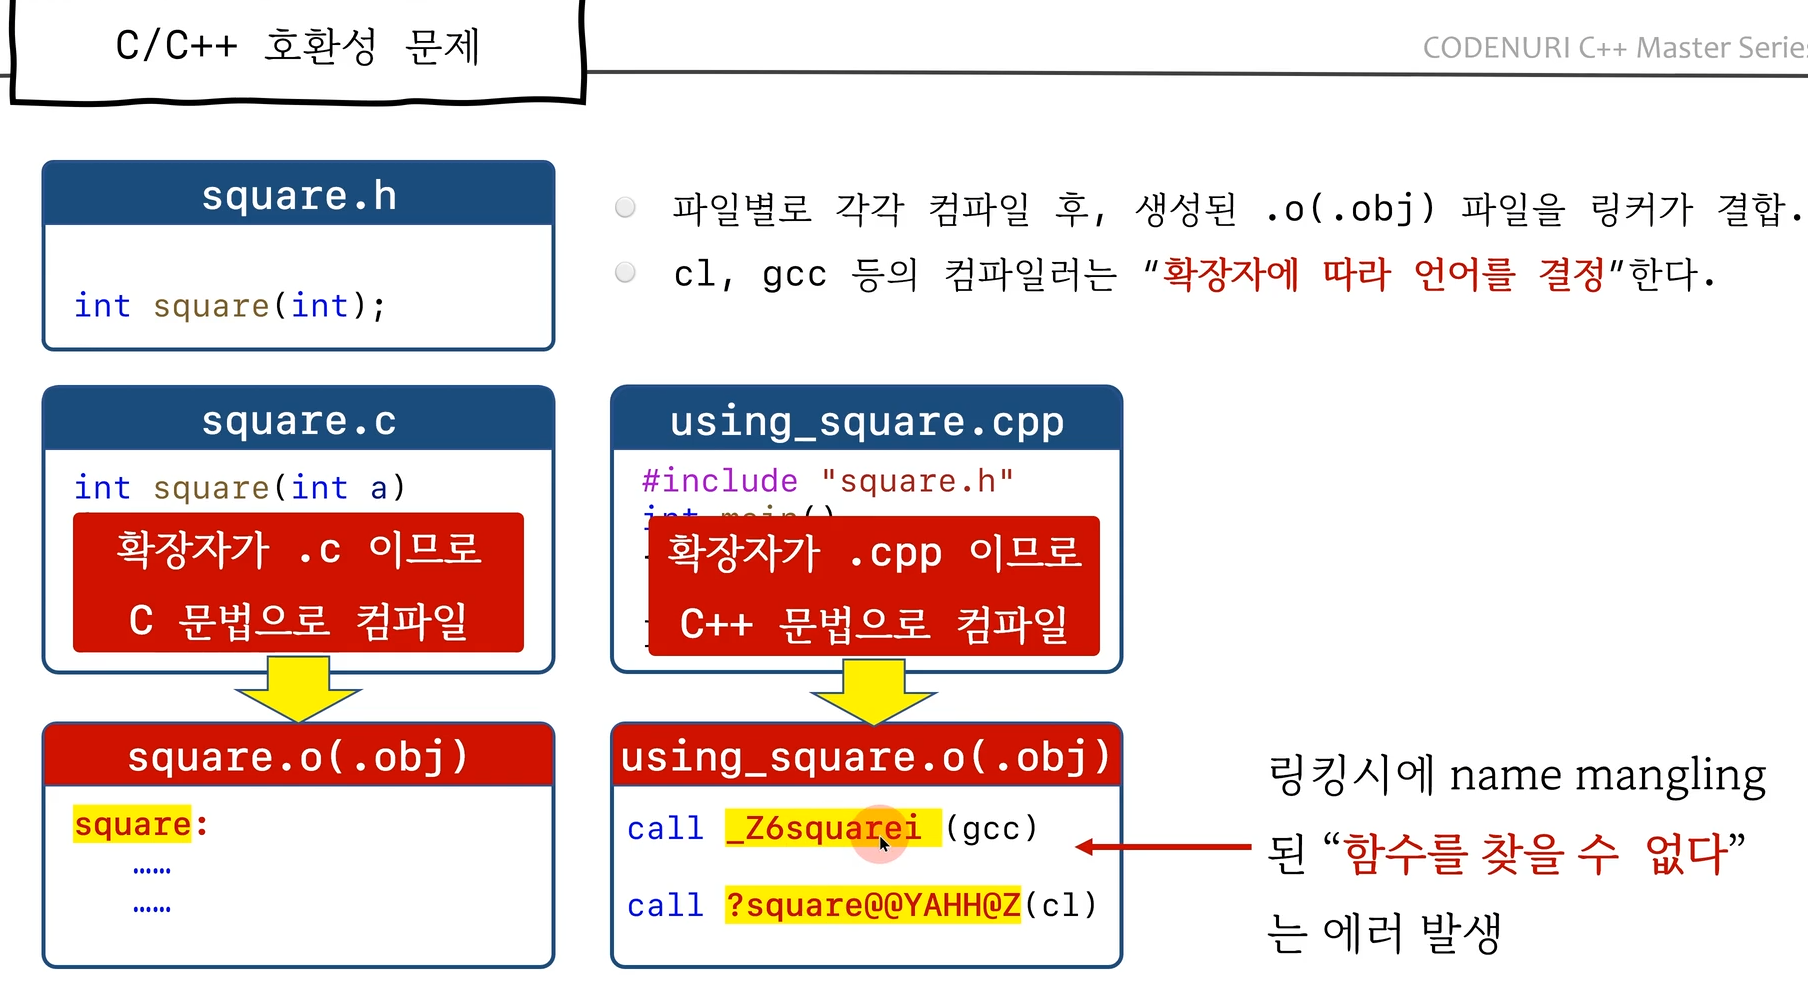 C/C++ 호환성 문제
CODENURI C++ Master Series
square.h
int square(int);
파일별로 각각 컴파일 후, 생성된 .o(.obj) 파일을 링커가 결합.
cl, gcc 등의 컴파일러는 "확장자에 따라 언어를 결정"한다.
square.c
int square(int a)
확장자가 .c 이므로
C 문법으로 컴파일
using_square.cpp
#include "square.h"
int main()
확장자가 .cpp 이므로
C++ 문법으로 컴파일
square.o(.obj)
square:
……
……
using_square.o(.obj)
call _Z6squarei (gcc)
call ?square@@YAHH@Z(cl)
링킹시에 name mangling
된 “함수를 찾을 수 없다”
는 에러 발생